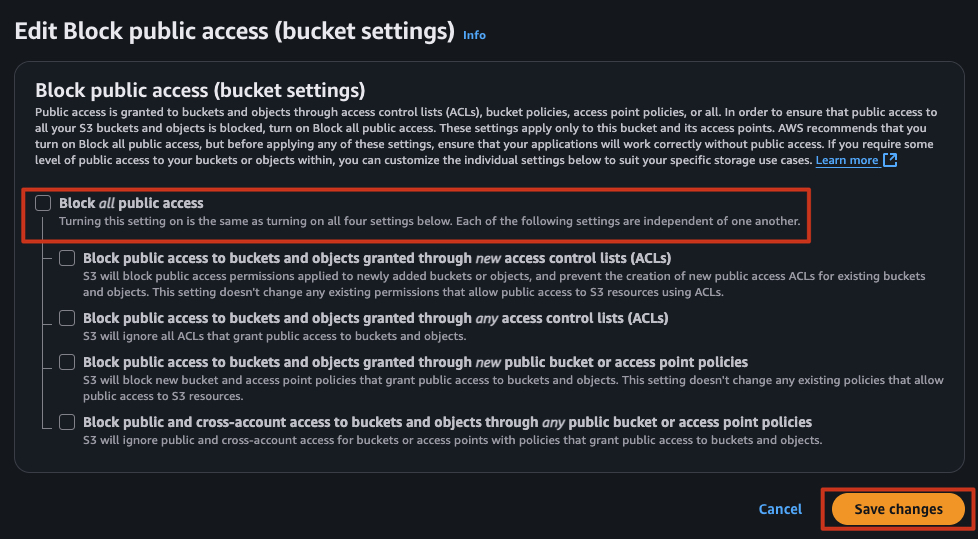 Edit Block public access (bucket settings) Info
Block public access (bucket settings)
Public access is granted to buckets and objects through access control lists (ACLs), bucket policies, access point policies, or all. In order to ensure that public access to
all your S3 buckets and objects is blocked, turn on Block all public access. These settings apply only to this bucket and its access points. AWS recommends that you
turn on Block all public access, but before applying any of these settings, ensure that your applications will work correctly without public access. If you require some
level of public access to your buckets or objects within, you can customize the individual settings below to suit your specific storage use cases. Learn more
Block all public access
Turning this setting on is the same as turning on all four settings below. Each of the following settings are independent of one another.
Block public access to buckets and objects granted through new access control lists (ACLs)
S3 will block public access permissions applied to newly added buckets or objects, and prevent the creation of new public access ACLs for existing buckets
and objects. This setting doesn't change any existing permissions that allow public access to S3 resources using ACLs.
Block public access to buckets and objects granted through any access control lists (ACLs)
S3 will ignore all ACLs that grant public access to buckets and objects.
Block public access to buckets and objects granted through new public bucket or access point policies
S3 will block new bucket and access point policies that grant public access to buckets and objects. This setting doesn't change any existing policies that allow
public access to S3 resources.
Block public and cross-account access to buckets and objects through any public bucket or access point policies
S3 will ignore public and cross-account access for buckets or access points with policies that grant public access to buckets and objects.
Cancel Save changes